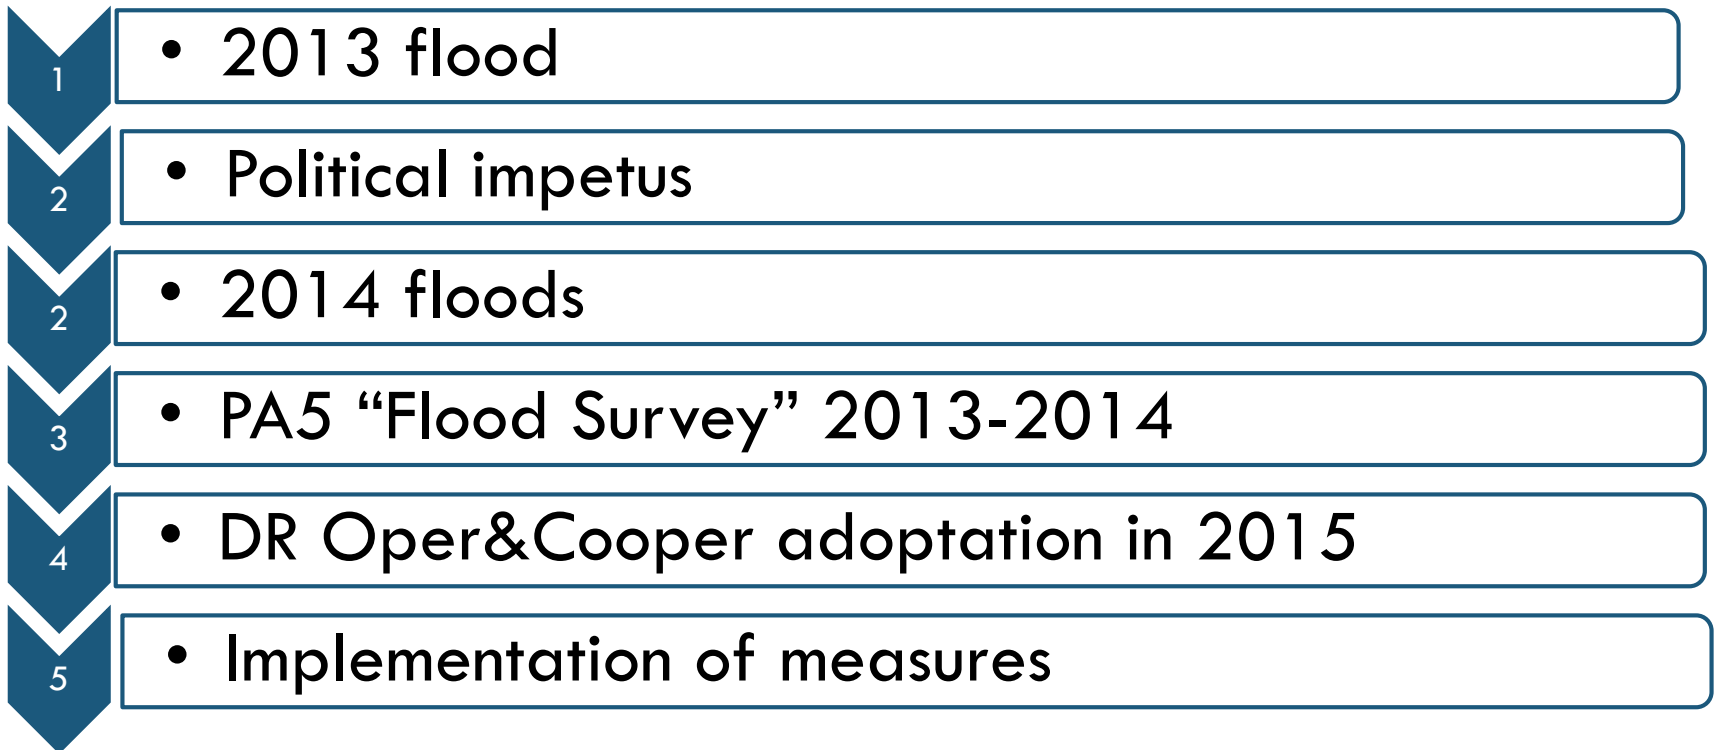 1 • 2013 flood
2 • Political impetus
2 • 2014 floods
3 • PA5 “Flood Survey” 2013-2014
4 • DR Oper&Cooper adoptation in 2015
5 • Implementation of measures